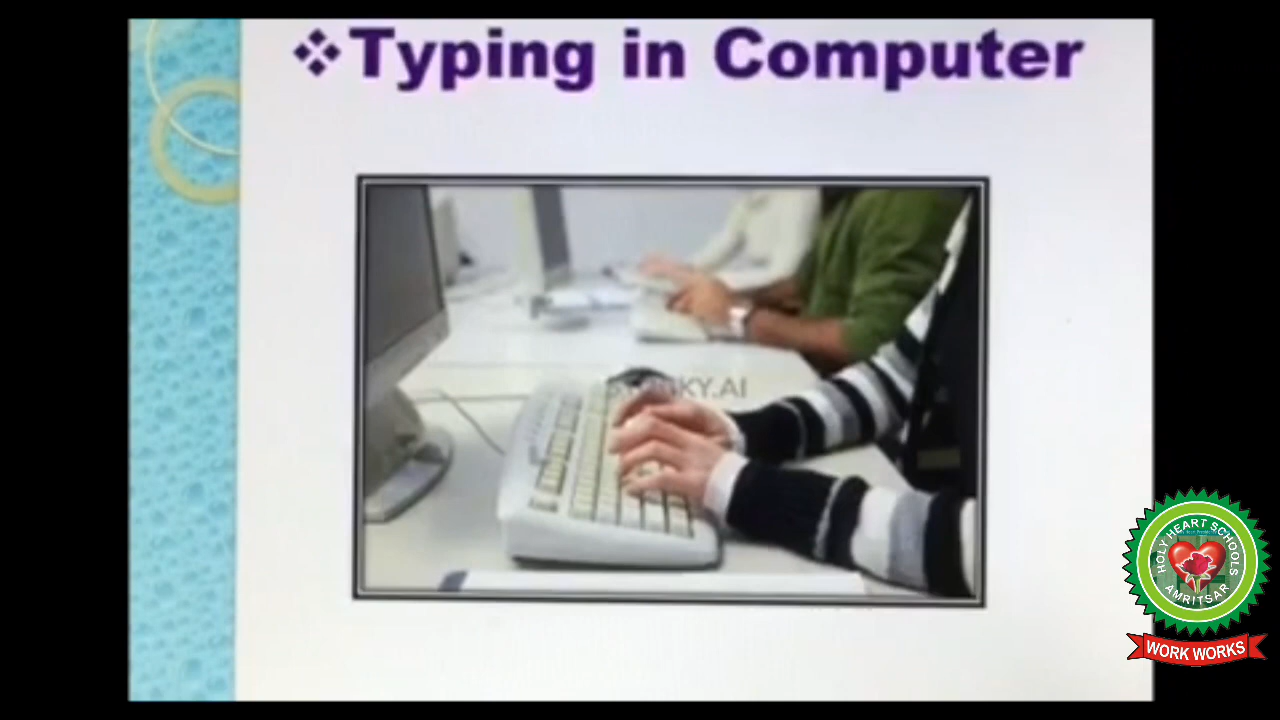 ❖Typing in Computer
HOLY HEART SCHOOLS
AMRITSAR
WORK WORKS